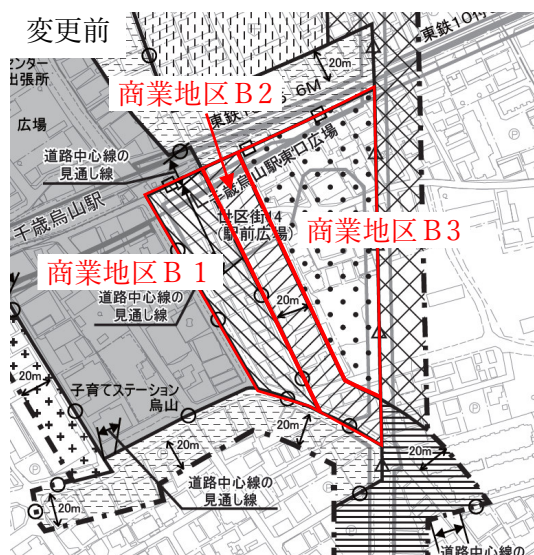 変更前
20m
東鉄10付
ンター
出張所
商業地区Ｂ２
6M
広場
道路中心線の
見通し線
千歳烏山駅東口広場
千歳烏山駅
世区街14
(駅前広場)
商業地区Ｂ３
商業地区Ｂ１
道路中心線の
見通し線
20m
20m
子育てステーション
烏山
20m
20m
20m
20m
道路中心線の
見通し線
20m
道路中心線の